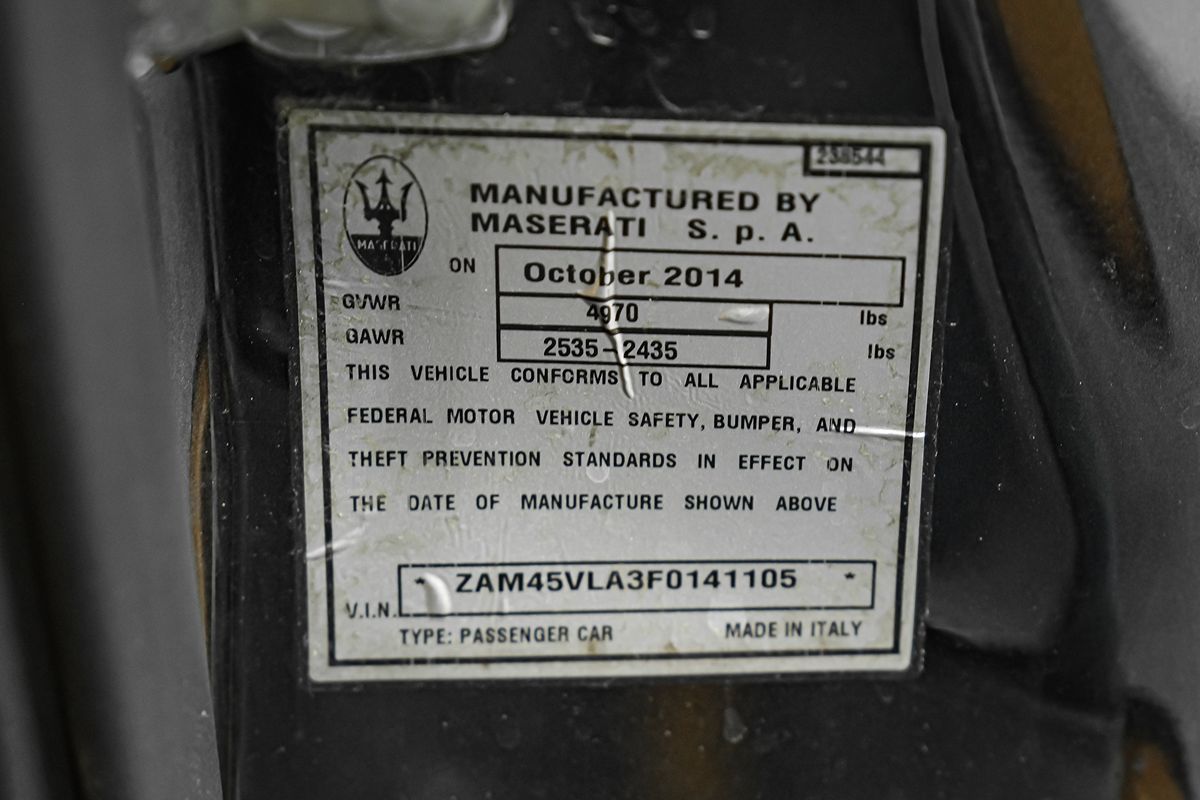 238544
MASERATI
MANUFACTURED BY
MASERATI S. p. A.
ON October 2014
GVWR 4970 lbs
GAWR 2535-2435 lbs
THIS VEHICLE CONFORMS TO ALL APPLICABLE
FEDERAL MOTOR VEHICLE SAFETY, BUMPER, AND
THEFT PREVENTION STANDARDS IN EFFECT ON
THE DATE OF MANUFACTURE SHOWN ABOVE
V.I.N. * ZAM45VLA3F0141105 *
TYPE: PASSENGER CAR MADE IN ITALY